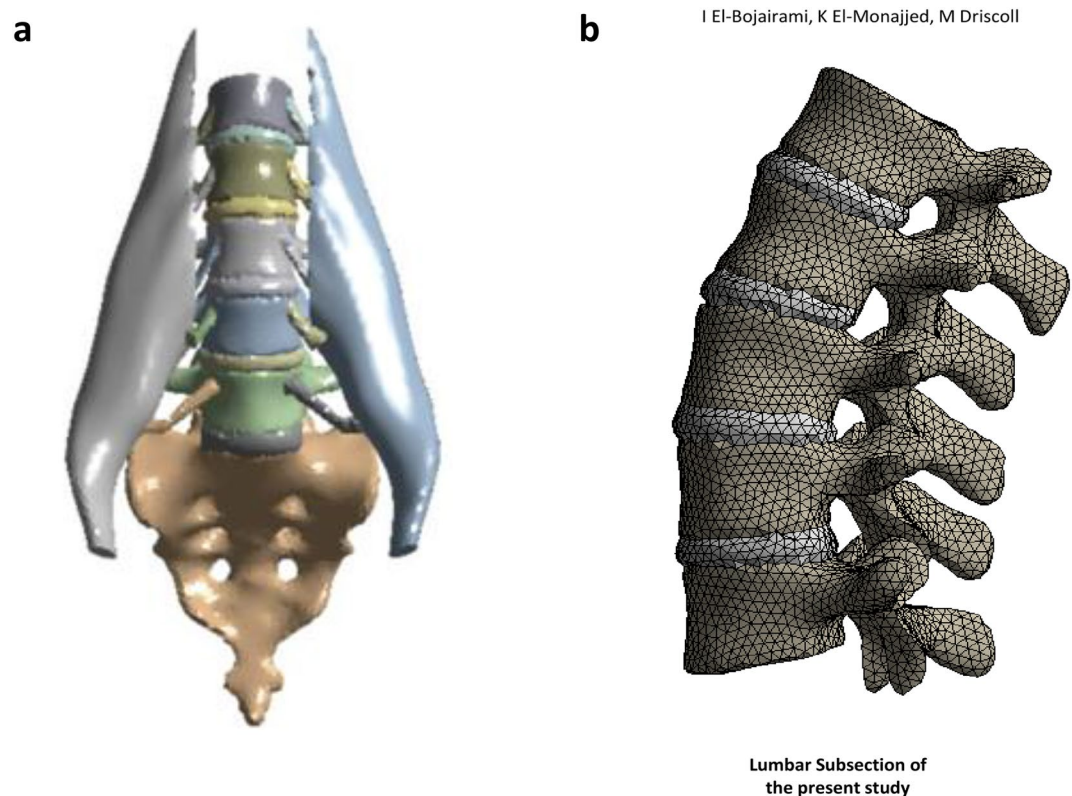 a
b
I El-Bojairami, K El-Monajjed, M Driscoll
Lumbar Subsection of
the present study